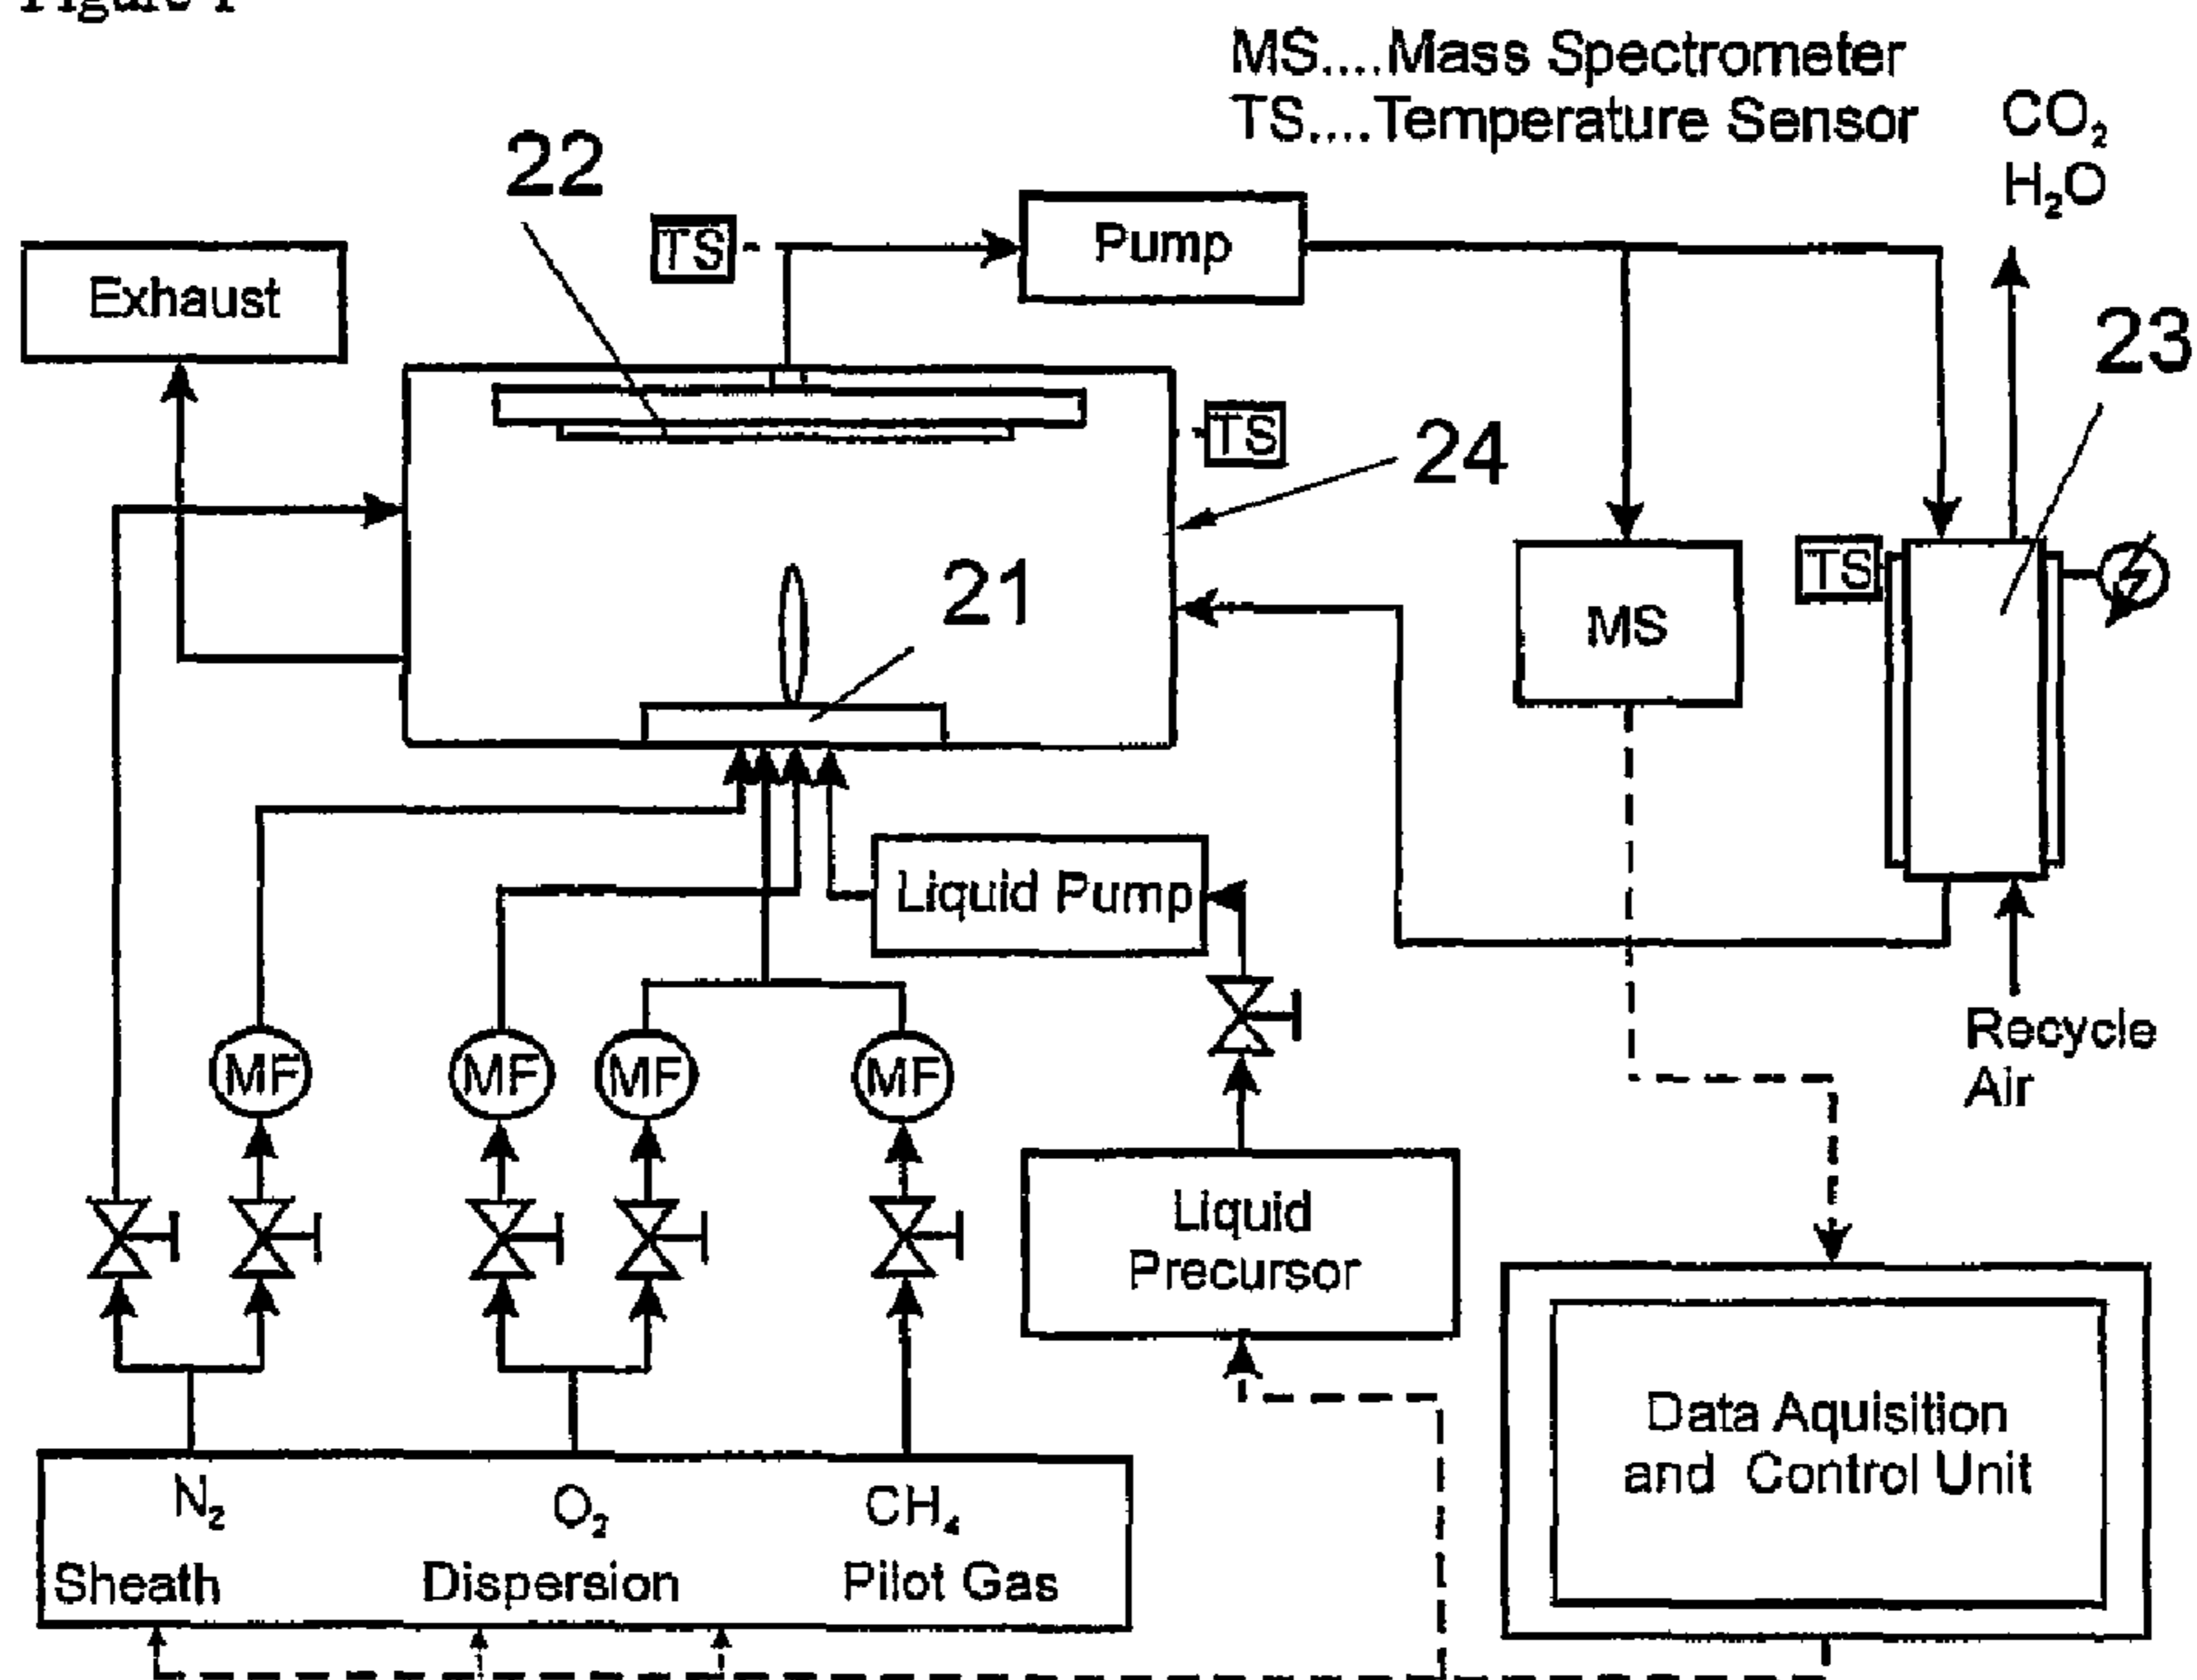 Figure 1
MS....Mass Spectrometer
TS....Temperature Sensor
CO₂
H₂O
22
TS
Pump
Exhaust
23
TS
24
21
TS
MS
Liquid Pump
MF
MF
MF
MF
Recycle
Air
Liquid
Precursor
Data Aquisition
and Control Unit
N₂
O₂
CH₄
Sheath
Dispersion
Pilot Gas